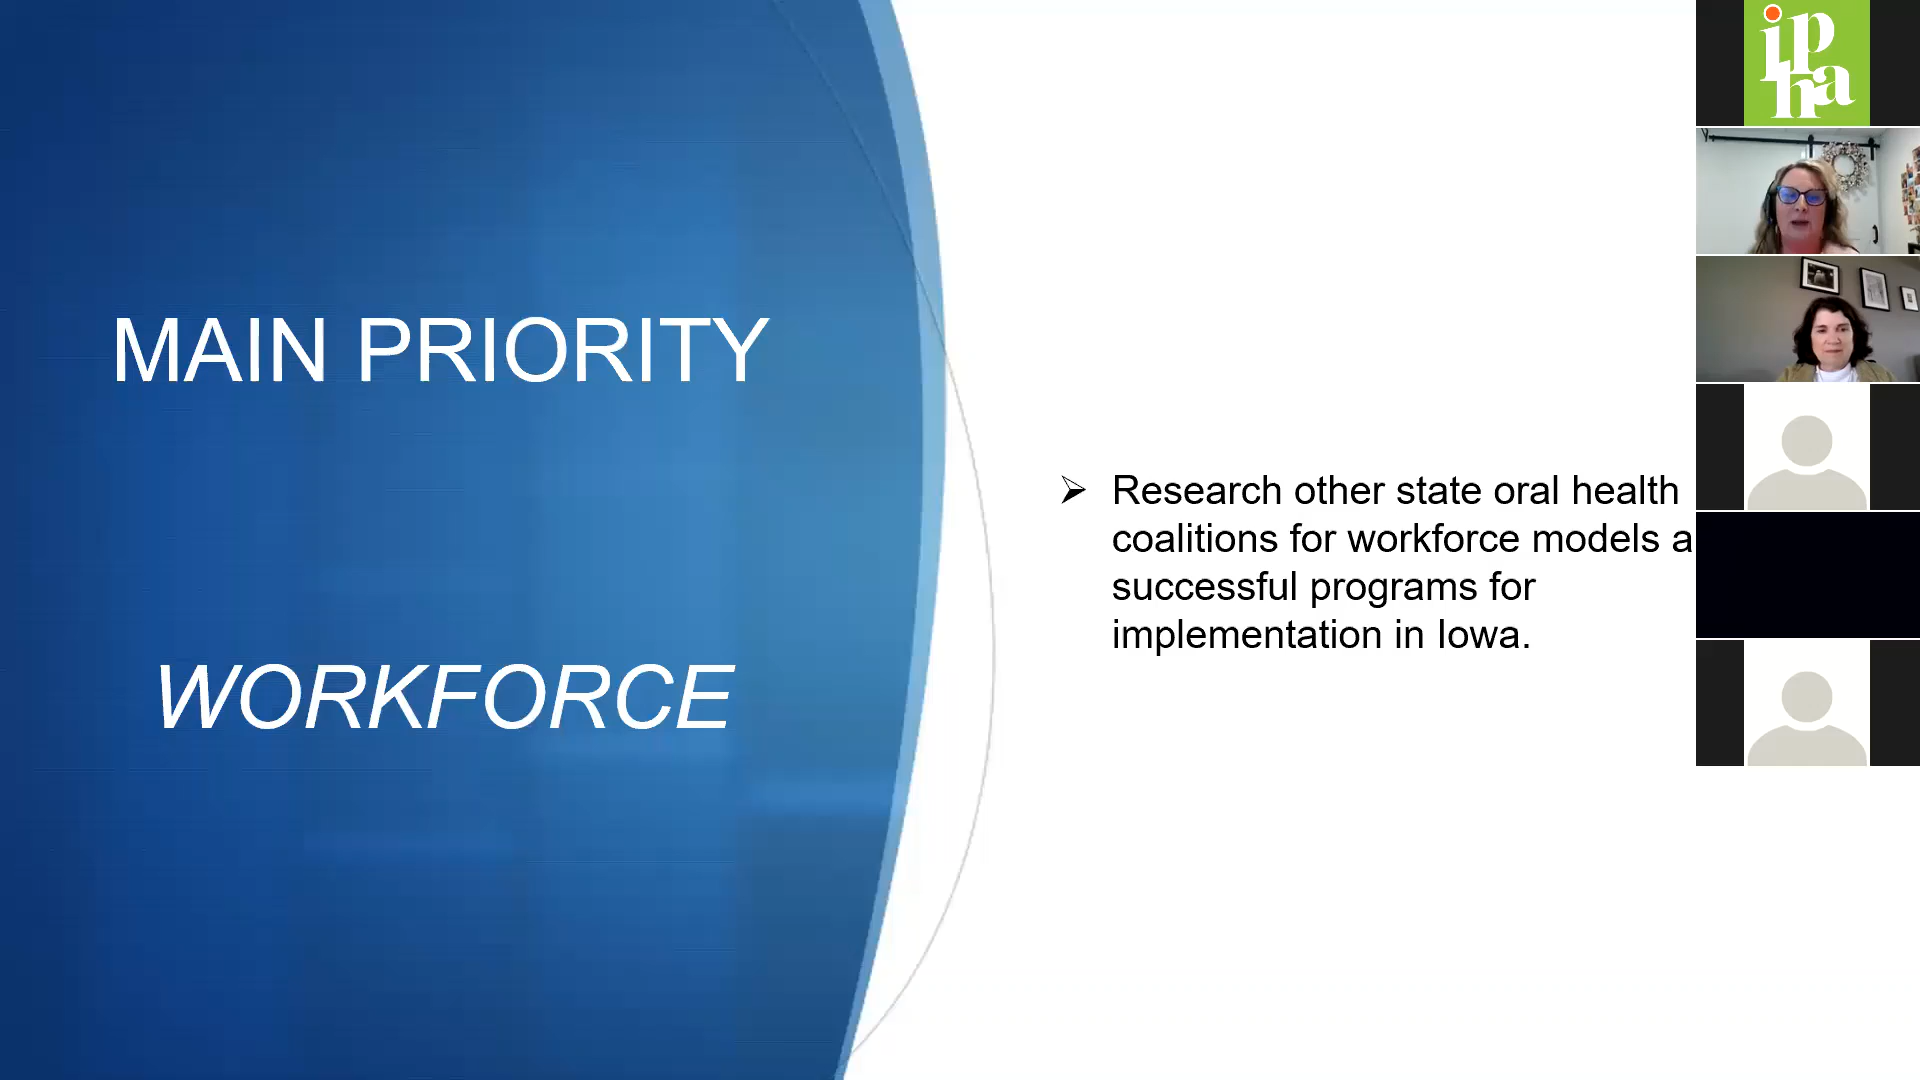 MAIN PRIORITY
WORKFORCE
➢ Research other state oral health
coalitions for workforce models a
successful programs for
implementation in Iowa.
ipha